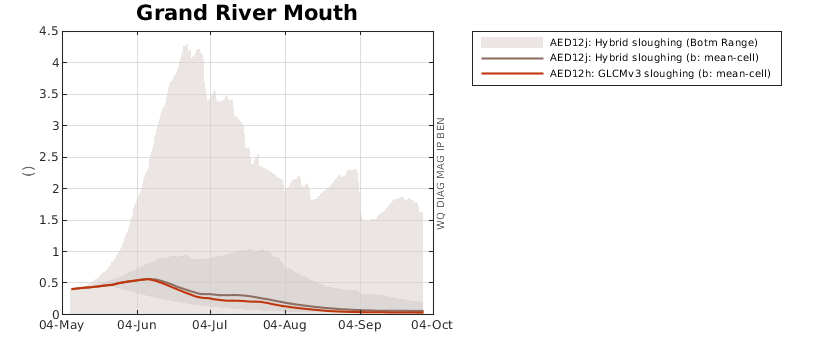 Grand River Mouth
4.5
4
3.5
3
2.5
2
1.5
1
0.5
0
()
04-May
04-Jun
04-Jul
04-Aug
04-Sep
04-Oct
WQ DIAG MAG IP BEN
AED12j: Hybrid sloughing (Botm Range)
AED12j: Hybrid sloughing (b: mean-cell)
AED12h: GLCMv3 sloughing (b: mean-cell)